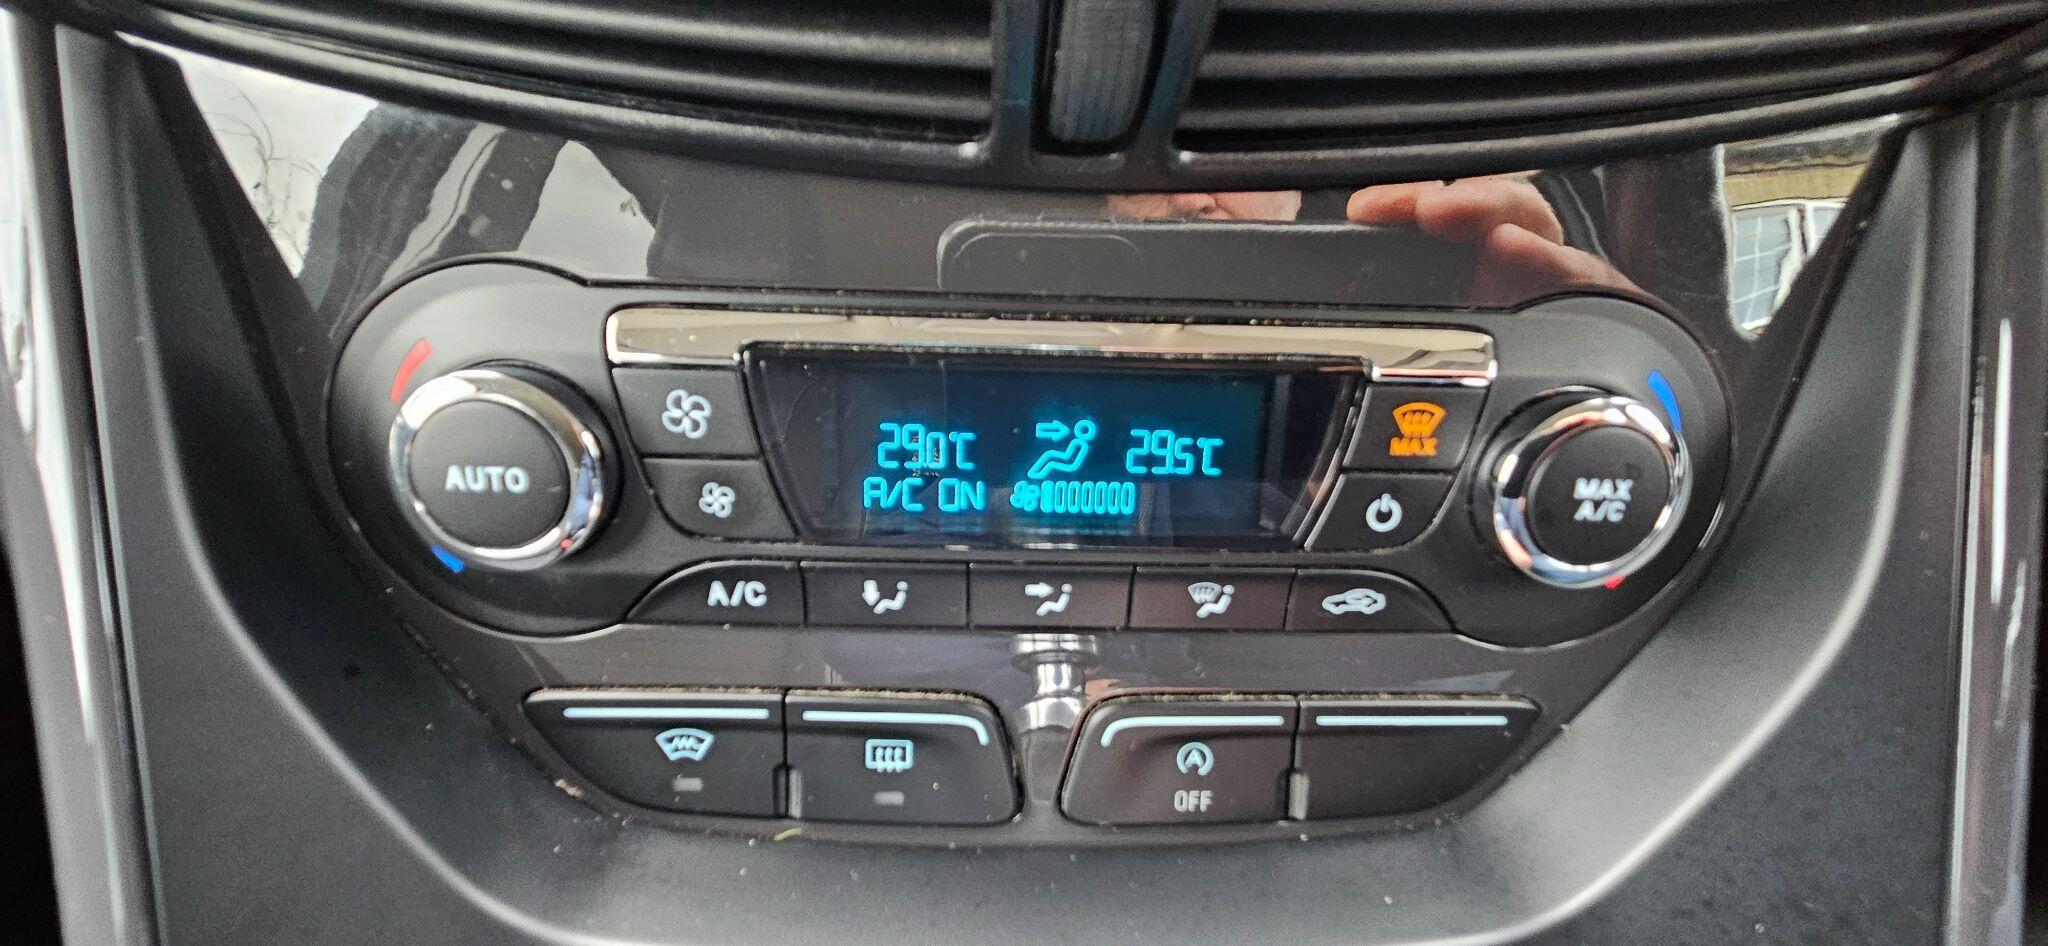 MAX
29.0°C 29.5°C
AUTO
A/C ON
MAX
A/C
A/C
A
OFF